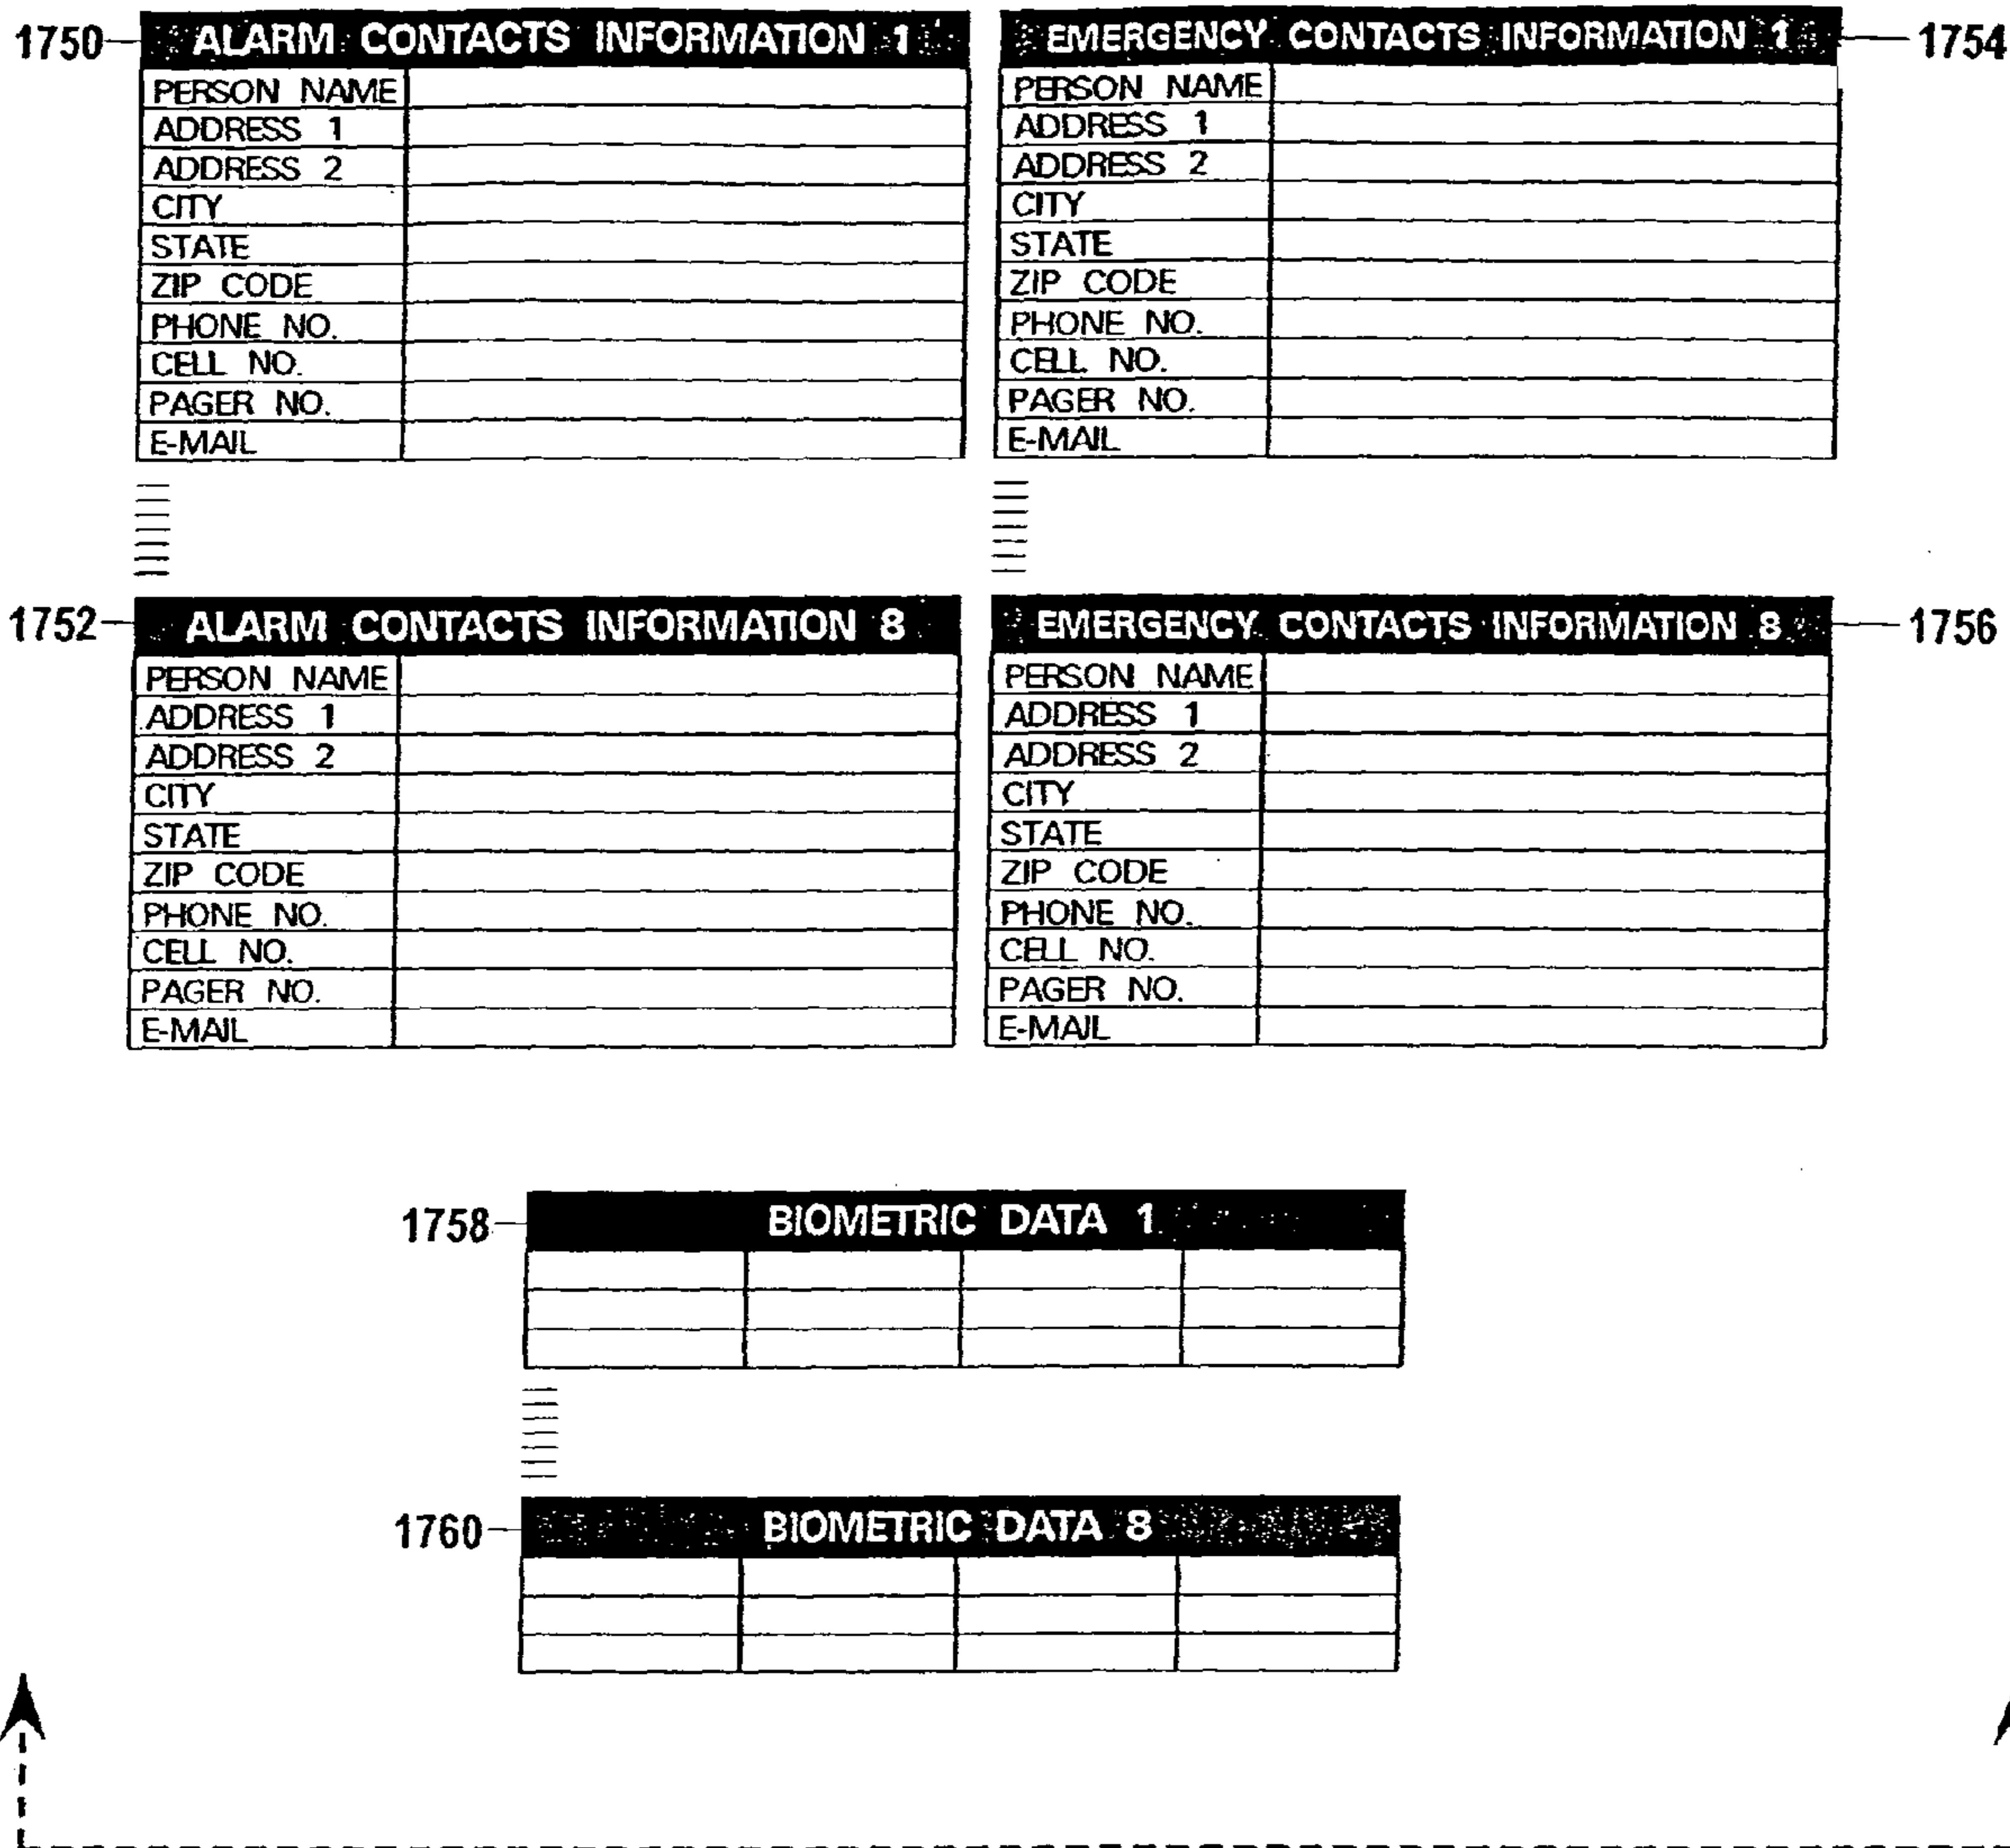 1750 ALARM CONTACTS INFORMATION 1
PERSON NAME
ADDRESS 1
ADDRESS 2
CITY
STATE
ZIP CODE
PHONE NO.
CELL NO.
PAGER NO.
E-MAIL
EMERGENCY CONTACTS INFORMATION 1 1754
PERSON NAME
ADDRESS 1
ADDRESS 2
CITY
STATE
ZIP CODE
PHONE NO.
CELL NO.
PAGER NO.
E-MAIL
1752 ALARM CONTACTS INFORMATION 8
PERSON NAME
ADDRESS 1
ADDRESS 2
CITY
STATE
ZIP CODE
PHONE NO.
CELL NO.
PAGER NO.
E-MAIL
EMERGENCY CONTACTS INFORMATION 8 1756
PERSON NAME
ADDRESS 1
ADDRESS 2
CITY
STATE
ZIP CODE
PHONE NO.
CELL NO.
PAGER NO.
E-MAIL
1758 BIOMETRIC DATA 1
1760 BIOMETRIC DATA 8